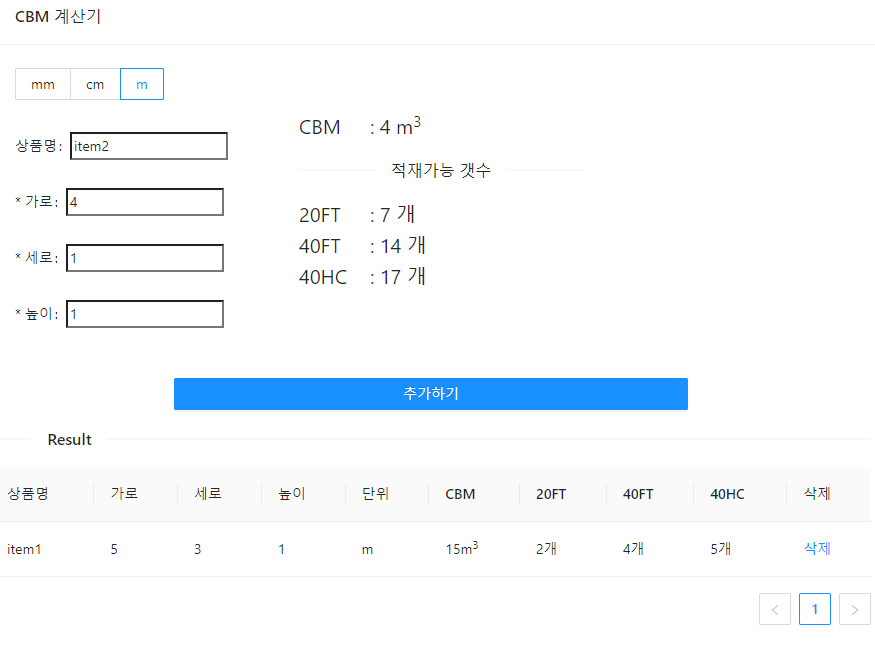 CBM 계산기
mm cm m
상품명: item2
* 가로: 4
* 세로: 1
* 높이: 1
CBM : 4 m³
적재가능 갯수
20FT : 7 개
40FT : 14 개
40HC : 17 개
추가하기
Result
상품명 가로 세로 높이 단위 CBM 20FT 40FT 40HC 삭제
item1 5 3 1 m 15m³ 2개 4개 5개 삭제
< 1 >